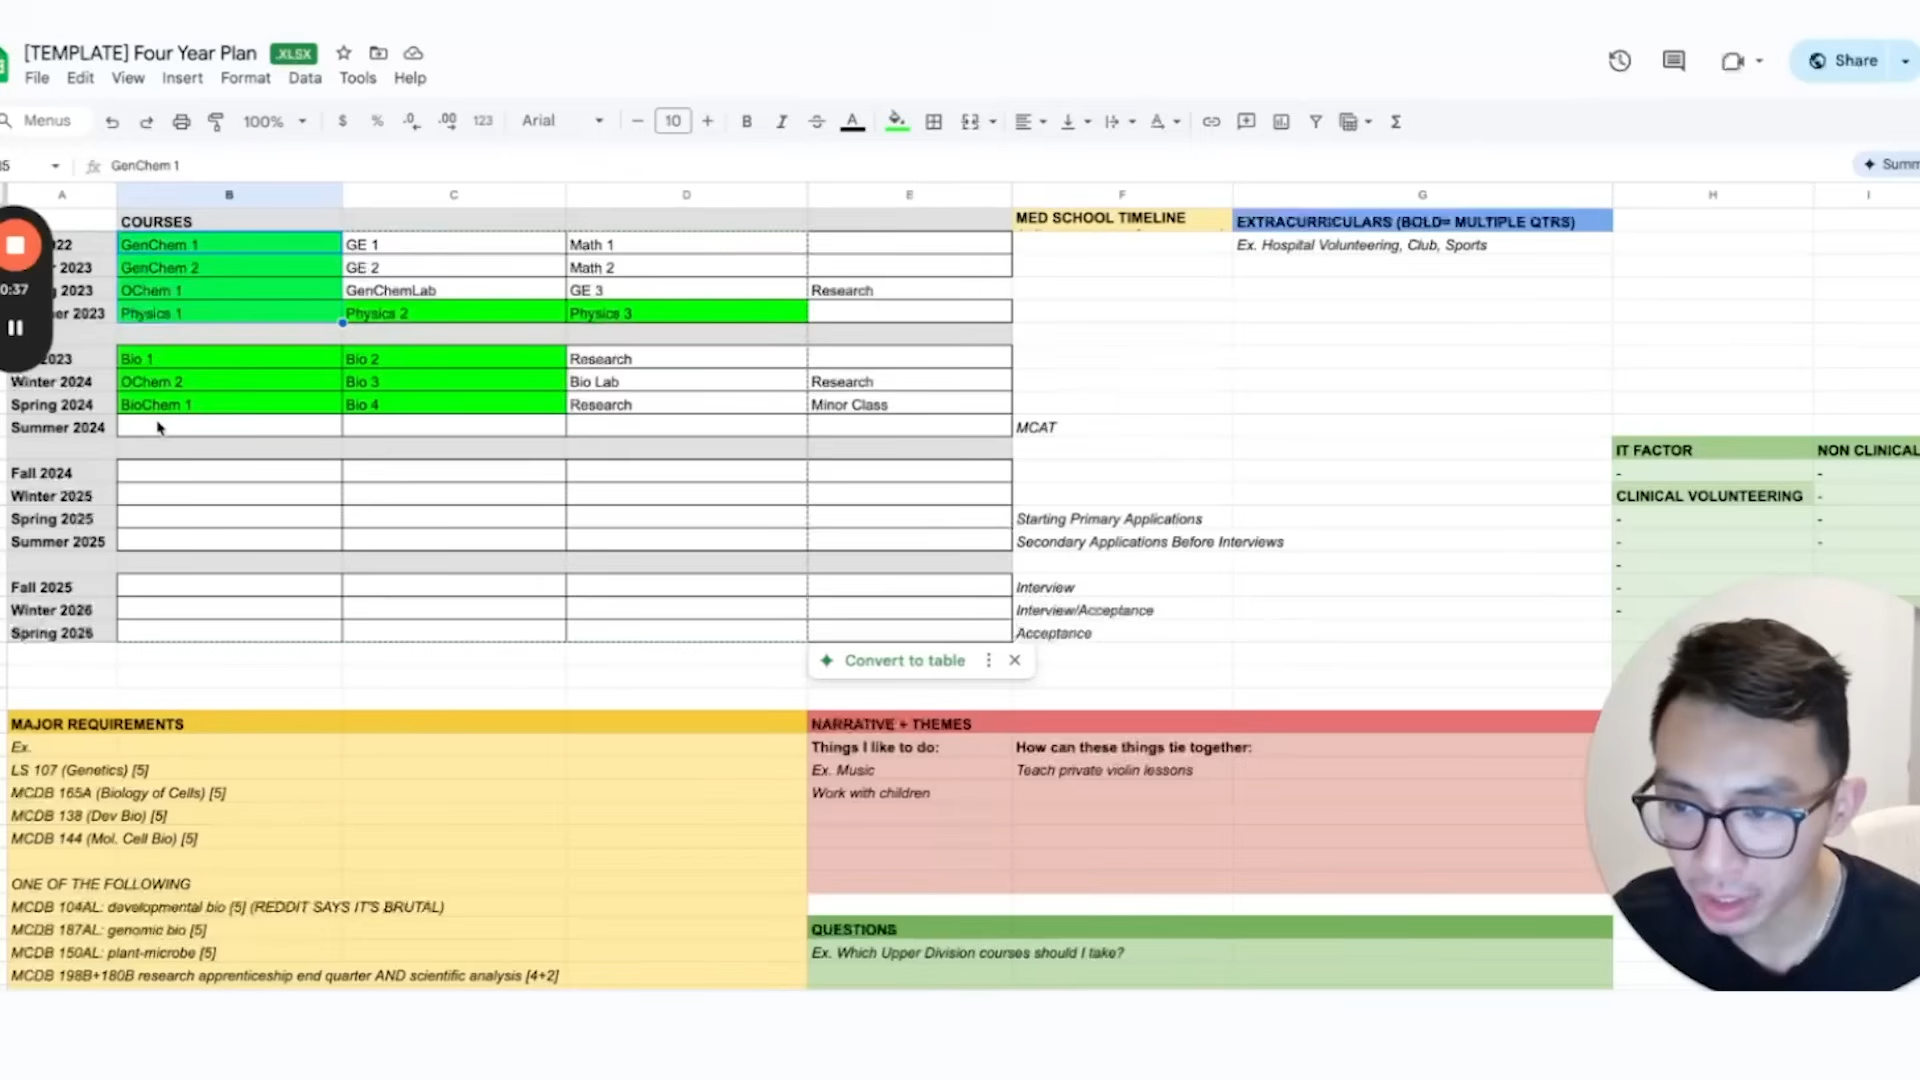 [TEMPLATE] Four Year Plan .XLSX
File Edit View Insert Format Data Tools Help
Share
Menus 100% $ % .0 .00 123 Arial 10 B I A Σ
fx GenChem 1
Summ
A B C D E F G H I
COURSES MED SCHOOL TIMELINE EXTRACURRICULARS (BOLD= MULTIPLE QTRS)
22 GenChem 1 GE 1 Math 1 Ex. Hospital Volunteering, Club, Sports
2023 GenChem 2 GE 2 Math 2
2023 OChem 1 GenChemLab GE 3 Research
0:37
er 2023 Physics 1 Physics 2 Physics 3
2023 Bio 1 Bio 2 Research
Winter 2024 OChem 2 Bio 3 Bio Lab Research
Spring 2024 BioChem 1 Bio 4 Research Minor Class
Summer 2024 MCAT
IT FACTOR NON CLINICAL
Fall 2024 - -
Winter 2025 CLINICAL VOLUNTEERING -
Spring 2025 Starting Primary Applications - -
Summer 2025 Secondary Applications Before Interviews - -
-
Fall 2025 Interview -
Winter 2026 Interview/Acceptance -
Spring 2026 Acceptance
Convert to table
MAJOR REQUIREMENTS NARRATIVE + THEMES
Ex. Things I like to do: How can these things tie together:
LS 107 (Genetics) [5] Ex. Music Teach private violin lessons
MCDB 165A (Biology of Cells) [5] Work with children
MCDB 138 (Dev Bio) [5]
MCDB 144 (Mol. Cell Bio) [5]
ONE OF THE FOLLOWING
MCDB 104AL: developmental bio [5] (REDDIT SAYS IT'S BRUTAL)
MCDB 187AL: genomic bio [5] QUESTIONS
MCDB 150AL: plant-microbe [5] Ex. Which Upper Division courses should I take?
MCDB 198B+180B research apprenticeship end quarter AND scientific analysis [4+2]